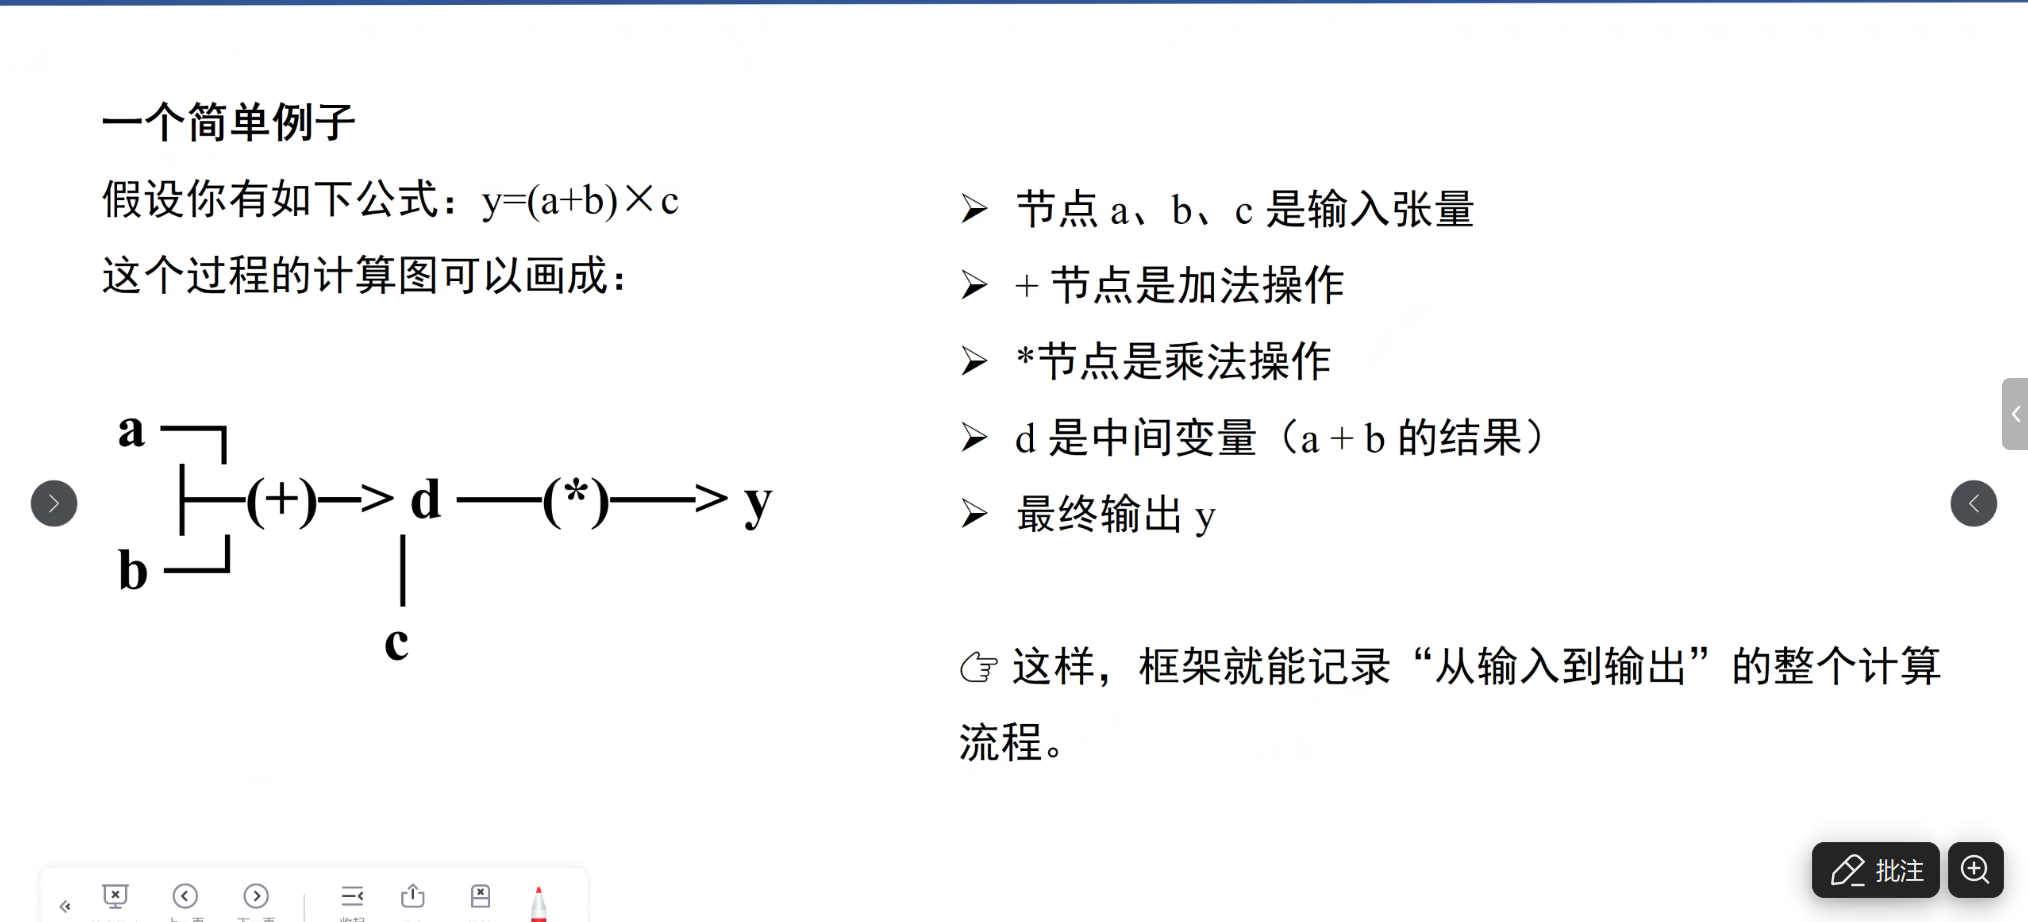 一个简单例子
假设你有如下公式：y=(a+b)×c
这个过程的计算图可以画成：
a
(+)—> d ——(*)——> y
b
c
➢ 节点 a、b、c 是输入张量
➢ + 节点是加法操作
➢ *节点是乘法操作
➢ d 是中间变量（a + b 的结果）
➢ 最终输出 y
☞ 这样，框架就能记录“从输入到输出”的整个计算
流程。
批注